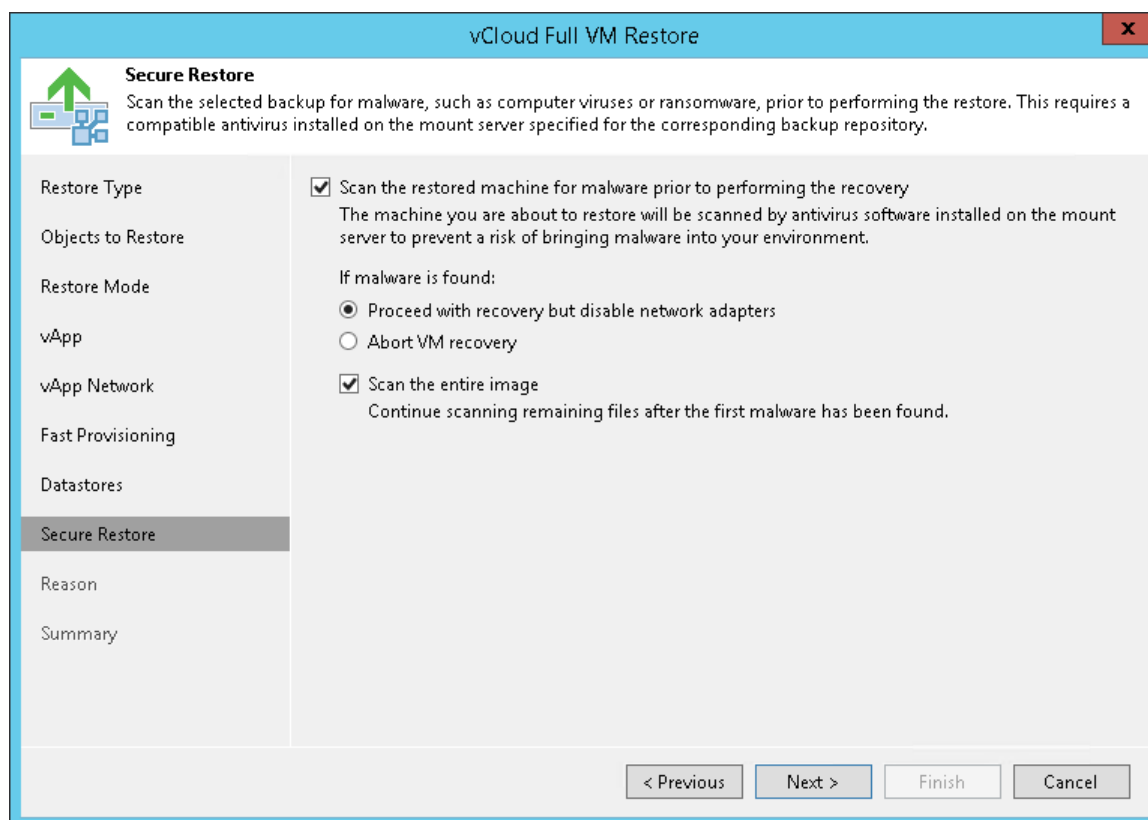 vCloud Full VM Restore
x
Secure Restore
Scan the selected backup for malware, such as computer viruses or ransomware, prior to performing the restore. This requires a
compatible antivirus installed on the mount server specified for the corresponding backup repository.
Restore Type
Objects to Restore
Restore Mode
vApp
vApp Network
Fast Provisioning
Datastores
Secure Restore
Reason
Summary
Scan the restored machine for malware prior to performing the recovery
The machine you are about to restore will be scanned by antivirus software installed on the mount
server to prevent a risk of bringing malware into your environment.
If malware is found:
Proceed with recovery but disable network adapters
Abort VM recovery
Scan the entire image
Continue scanning remaining files after the first malware has been found.
< Previous
Next >
Finish
Cancel